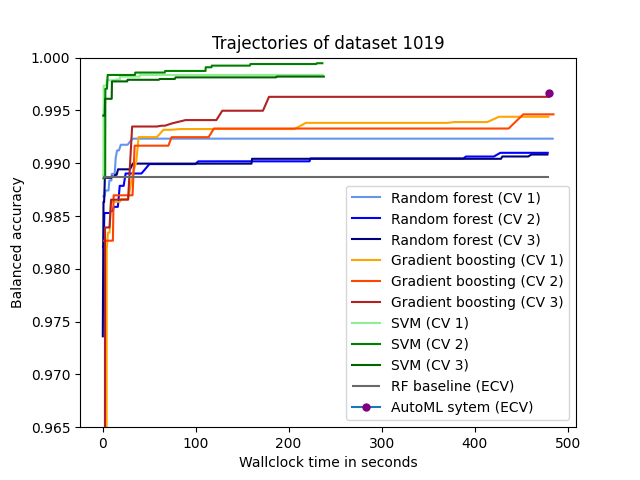 Trajectories of dataset 1019
1.000
0.995
0.990
0.985
0.980
0.975
0.970
0.965
Balanced accuracy
Random forest (CV 1)
Random forest (CV 2)
Random forest (CV 3)
Gradient boosting (CV 1)
Gradient boosting (CV 2)
Gradient boosting (CV 3)
SVM (CV 1)
SVM (CV 2)
SVM (CV 3)
RF baseline (ECV)
AutoML sytem (ECV)
0 100 200 300 400 500
Wallclock time in seconds